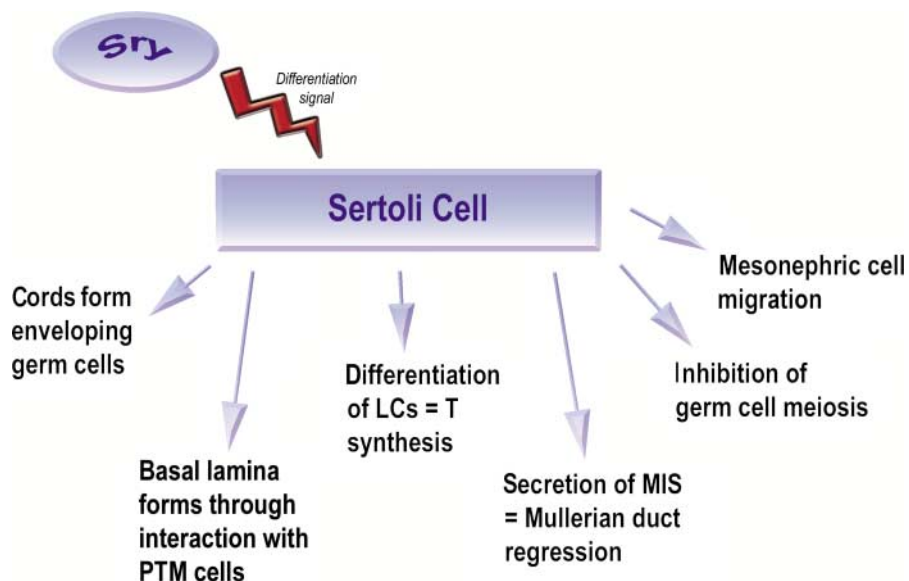 Sry
Differentiation
signal
Sertoli Cell
Cords form
enveloping
germ cells
Basal lamina
forms through
interaction with
PTM cells
Differentiation
of LCs = T
synthesis
Secretion of MIS
= Mullerian duct
regression
Inhibition of
germ cell meiosis
Mesonephric cell
migration